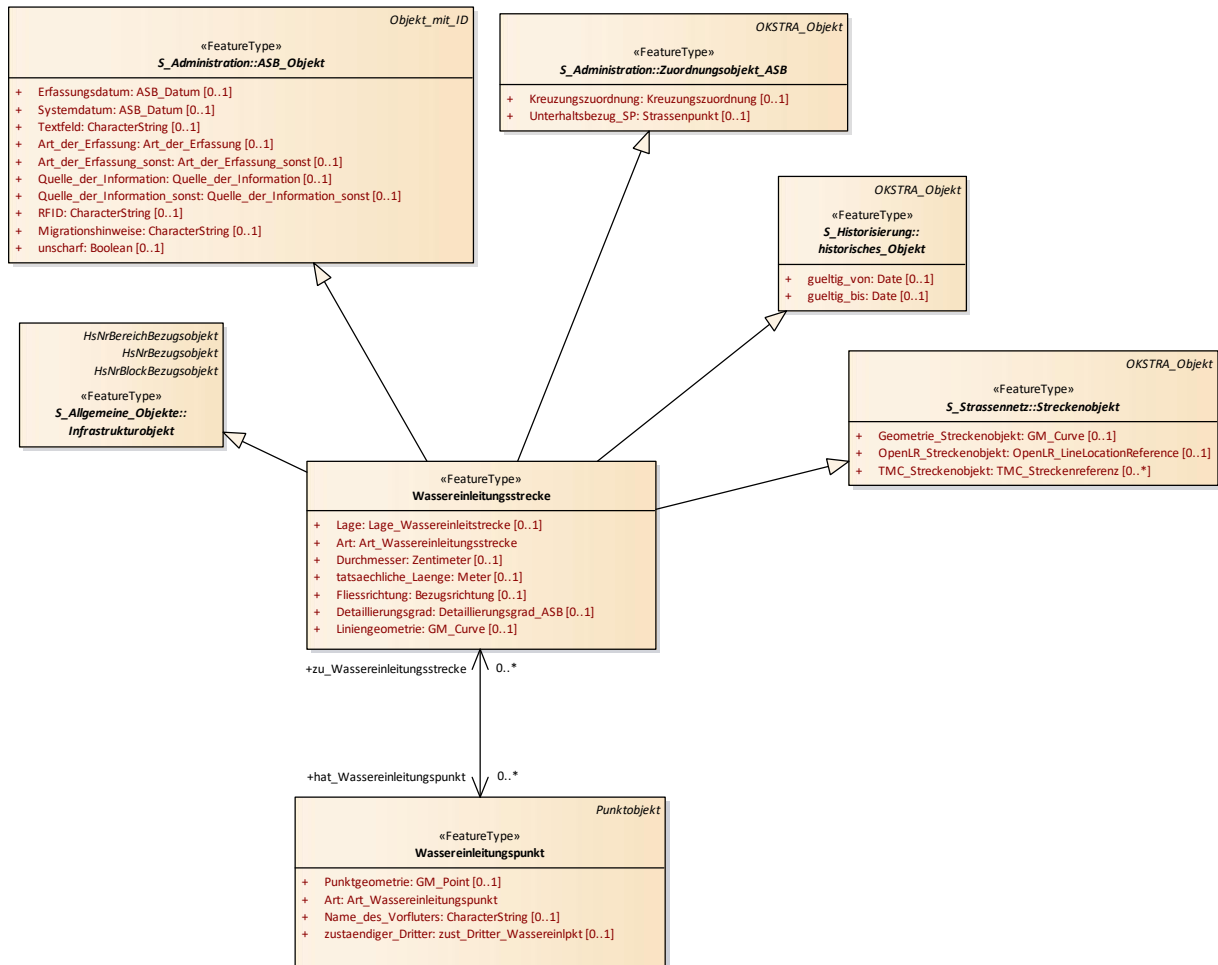 Objekt_mit_ID
«FeatureType»
S_Administration::ASB_Objekt
+ Erfassungsdatum: ASB_Datum [0..1]
+ Systemdatum: ASB_Datum [0..1]
+ Textfeld: CharacterString [0..1]
+ Art_der_Erfassung: Art_der_Erfassung [0..1]
+ Art_der_Erfassung_sonst: Art_der_Erfassung_sonst [0..1]
+ Quelle_der_Information: Quelle_der_Information [0..1]
+ Quelle_der_Information_sonst: Quelle_der_Information_sonst [0..1]
+ RFID: CharacterString [0..1]
+ Migrationshinweise: CharacterString [0..1]
+ unscharf: Boolean [0..1]
OKSTRA_Objekt
«FeatureType»
S_Administration::Zuordnungsobjekt_ASB
+ Kreuzungszuordnung: Kreuzungszuordnung [0..1]
+ Unterhaltsbezug_SP: Strassenpunkt [0..1]
OKSTRA_Objekt
«FeatureType»
S_Historisierung::
historisches_Objekt
+ gueltig_von: Date [0..1]
+ gueltig_bis: Date [0..1]
HsNrBereichBezugsobjekt
HsNrBezugsobjekt
HsNrBlockBezugsobjekt
«FeatureType»
S_Allgemeine_Objekte::
Infrastrukturobjekt
OKSTRA_Objekt
«FeatureType»
S_Strassennetz::Streckenobjekt
+ Geometrie_Streckenobjekt: GM_Curve [0..1]
+ OpenLR_Streckenobjekt: OpenLR_LineLocationReference [0..1]
+ TMC_Streckenobjekt: TMC_Streckenreferenz [0..*]
«FeatureType»
Wassereinleitungsstrecke
+ Lage: Lage_Wassereinleitstrecke [0..1]
+ Art: Art_Wassereinleitungsstrecke
+ Durchmesser: Zentimeter [0..1]
+ tatsaechliche_Laenge: Meter [0..1]
+ Fliessrichtung: Bezugsrichtung [0..1]
+ Detaillierungsgrad: Detaillierungsgrad_ASB [0..1]
+ Liniengeometrie: GM_Curve [0..1]
+zu_Wassereinleitungsstrecke 0..*
+hat_Wassereinleitungspunkt 0..*
Punktobjekt
«FeatureType»
Wassereinleitungspunkt
+ Punktgeometrie: GM_Point [0..1]
+ Art: Art_Wassereinleitungspunkt
+ Name_des_Vorfluters: CharacterString [0..1]
+ zustaendiger_Dritter: zust_Dritter_Wassereinlpkt [0..1]